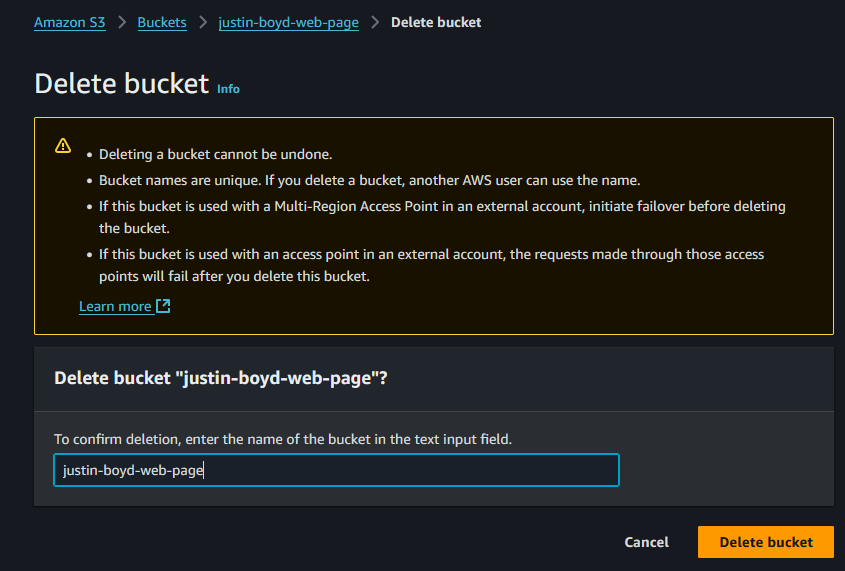 Amazon S3 > Buckets > justin-boyd-web-page > Delete bucket
Delete bucket Info
• Deleting a bucket cannot be undone.
• Bucket names are unique. If you delete a bucket, another AWS user can use the name.
• If this bucket is used with a Multi-Region Access Point in an external account, initiate failover before deleting
the bucket.
• If this bucket is used with an access point in an external account, the requests made through those access
points will fail after you delete this bucket.
Learn more
Delete bucket "justin-boyd-web-page"?
To confirm deletion, enter the name of the bucket in the text input field.
justin-boyd-web-page
Cancel Delete bucket